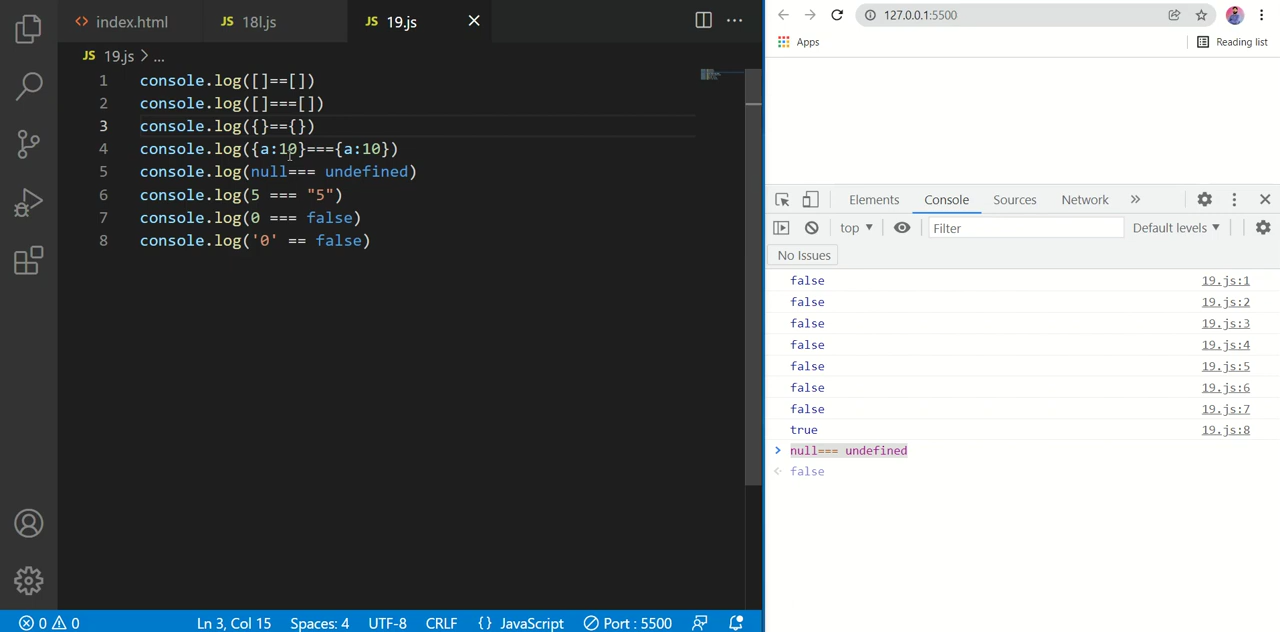 index.html
JS 18l.js
JS 19.js
JS 19.js > ...
1 console.log([]==[])
2 console.log([]===[])
3 console.log({}=={})
4 console.log({a:10}==={a:10})
5 console.log(null=== undefined)
6 console.log(5 === "5")
7 console.log(0 === false)
8 console.log('0' == false)
0 0
Ln 3, Col 15
Spaces: 4
UTF-8
CRLF
{} JavaScript
Port : 5500
127.0.0.1:5500
Apps
Reading list
Elements
Console
Sources
Network
top
Filter
Default levels
No Issues
false 19.js:1
false 19.js:2
false 19.js:3
false 19.js:4
false 19.js:5
false 19.js:6
false 19.js:7
true 19.js:8
> null=== undefined
false